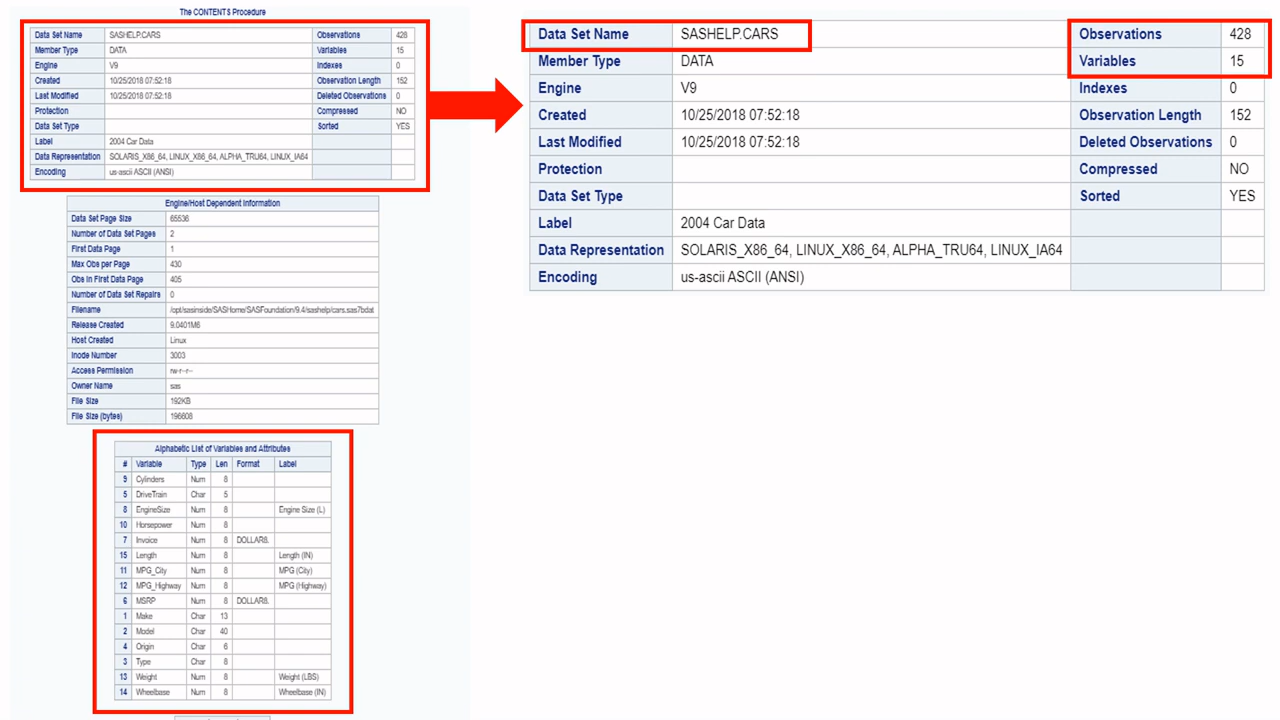 The CONTENTS Procedure
Data Set Name SASHELP.CARS Observations 428
Member Type DATA Variables 15
Engine V9 Indexes 0
Created 10/25/2018 07:52:18 Observation Length 152
Last Modified 10/25/2018 07:52:18 Deleted Observations 0
Protection Compressed NO
Data Set Type Sorted YES
Label 2004 Car Data
Data Representation SOLARIS_X86_64, LINUX_X86_64, ALPHA_TRU64, LINUX_IA64
Encoding us-ascii ASCII (ANSI)
Engine/Host Dependent Information
Data Set Page Size 65536
Number of Data Set Pages 2
First Data Page 1
Max Obs per Page 430
Obs in First Data Page 405
Number of Data Set Repairs 0
Filename /opt/sasinside/SASHome/SASFoundation/9.4/sashelp/cars.sas7bdat
Release Created 9.0401M6
Host Created Linux
Inode Number 3003
Access Permission rw-r--r--
Owner Name sas
File Size 192KB
File Size (bytes) 196608
Alphabetic List of Variables and Attributes
# Variable Type Len Format Label
9 Cylinders Num 8
5 DriveTrain Char 5
8 EngineSize Num 8 Engine Size (L)
10 Horsepower Num 8
7 Invoice Num 8 DOLLAR8.
15 Length Num 8 Length (IN)
11 MPG_City Num 8 MPG (City)
12 MPG_Highway Num 8 MPG (Highway)
6 MSRP Num 8 DOLLAR8.
1 Make Char 13
2 Model Char 40
4 Origin Char 6
3 Type Char 8
13 Weight Num 8 Weight (LBS)
14 Wheelbase Num 8 Wheelbase (IN)
Data Set Name SASHELP.CARS Observations 428
Member Type DATA Variables 15
Engine V9 Indexes 0
Created 10/25/2018 07:52:18 Observation Length 152
Last Modified 10/25/2018 07:52:18 Deleted Observations 0
Protection Compressed NO
Data Set Type Sorted YES
Label 2004 Car Data
Data Representation SOLARIS_X86_64, LINUX_X86_64, ALPHA_TRU64, LINUX_IA64
Encoding us-ascii ASCII (ANSI)